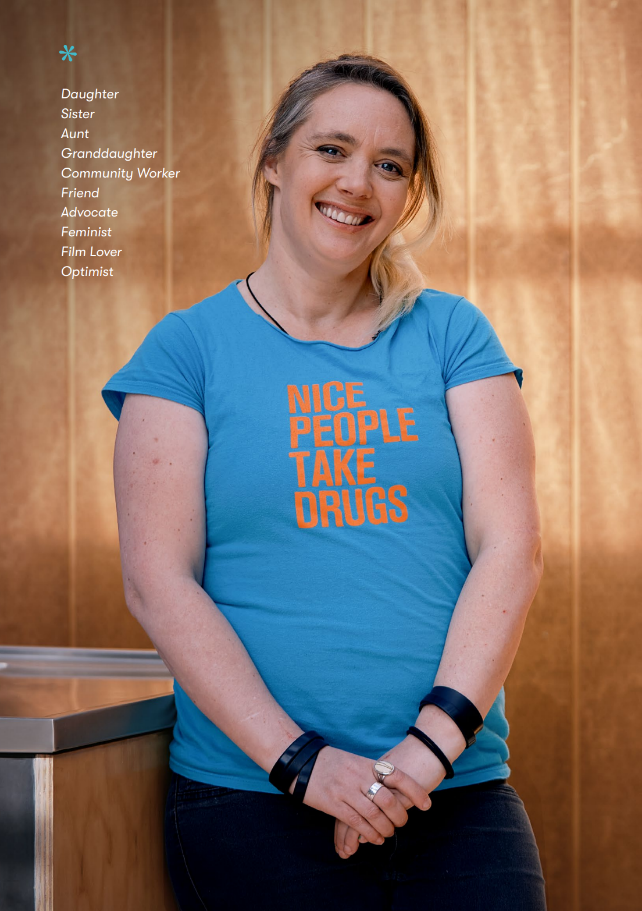 *
Daughter
Sister
Aunt
Granddaughter
Community Worker
Friend
Advocate
Feminist
Film Lover
Optimist
NICE
PEOPLE
TAKE
DRUGS